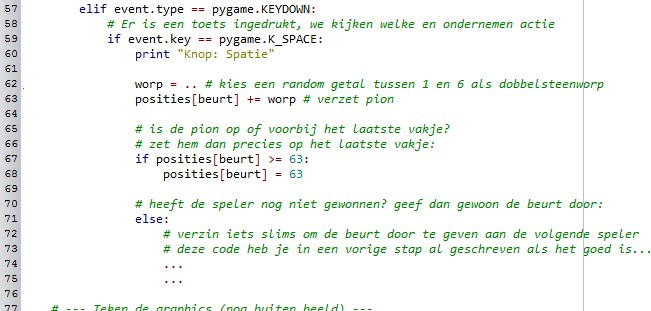 57 elif event.type == pygame.KEYDOWN:
58 # Er is een toets ingedrukt, we kijken welke en ondernemen actie
59 if event.key == pygame.K_SPACE:
60 print "Knop: Spatie"
61
62 worp = .. # kies een random getal tussen 1 en 6 als dobbelsteenworp
63 posities[beurt] += worp # verzet pion
64
65 # is de pion op of voorbij het laatste vakje?
66 # zet hem dan precies op het laatste vakje:
67 if posities[beurt] >= 63:
68 posities[beurt] = 63
69
70 # heeft de speler nog niet gewonnen? geef dan gewoon de beurt door:
71 else:
72 # verzin iets slims om de beurt door te geven aan de volgende speler
73 # deze code heb je in een vorige stap al geschreven als het goed is...
74 ...
75 ...
76
77 # --- Teken de graphics (nog buiten beeld) ---